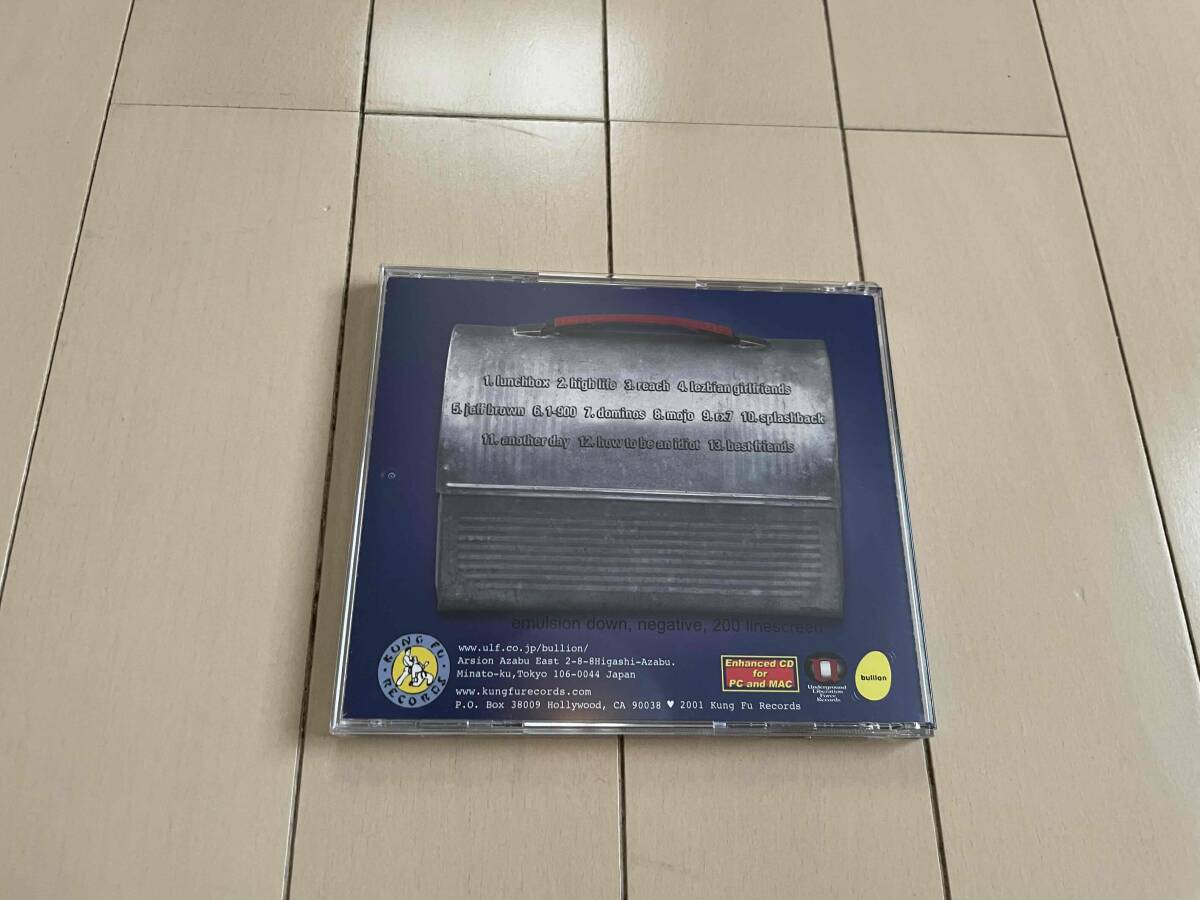 1. lunchbox 2. high life 3. reach 4. lezbian girlfriends
5. jeff brown 6. 1-900 7. dominos 8. mojo 9. rx7 10. splashback
11. another day 12. how to be an idiot 13. best friends
emulsion down, negative, 200 linescreen
KUNG FU
RECORDS
www.ulf.co.jp/bullion/
Arsion Azabu East 2-8-8Higashi-Azabu.
Minato-ku,Tokyo 106-0044 Japan
www.kungfurecords.com
P.O. Box 38009 Hollywood, CA 90038 ♥ 2001 Kung Fu Records
Enhanced CD
for
PC and MAC
Underground
Liberation
Force
Records
bullion